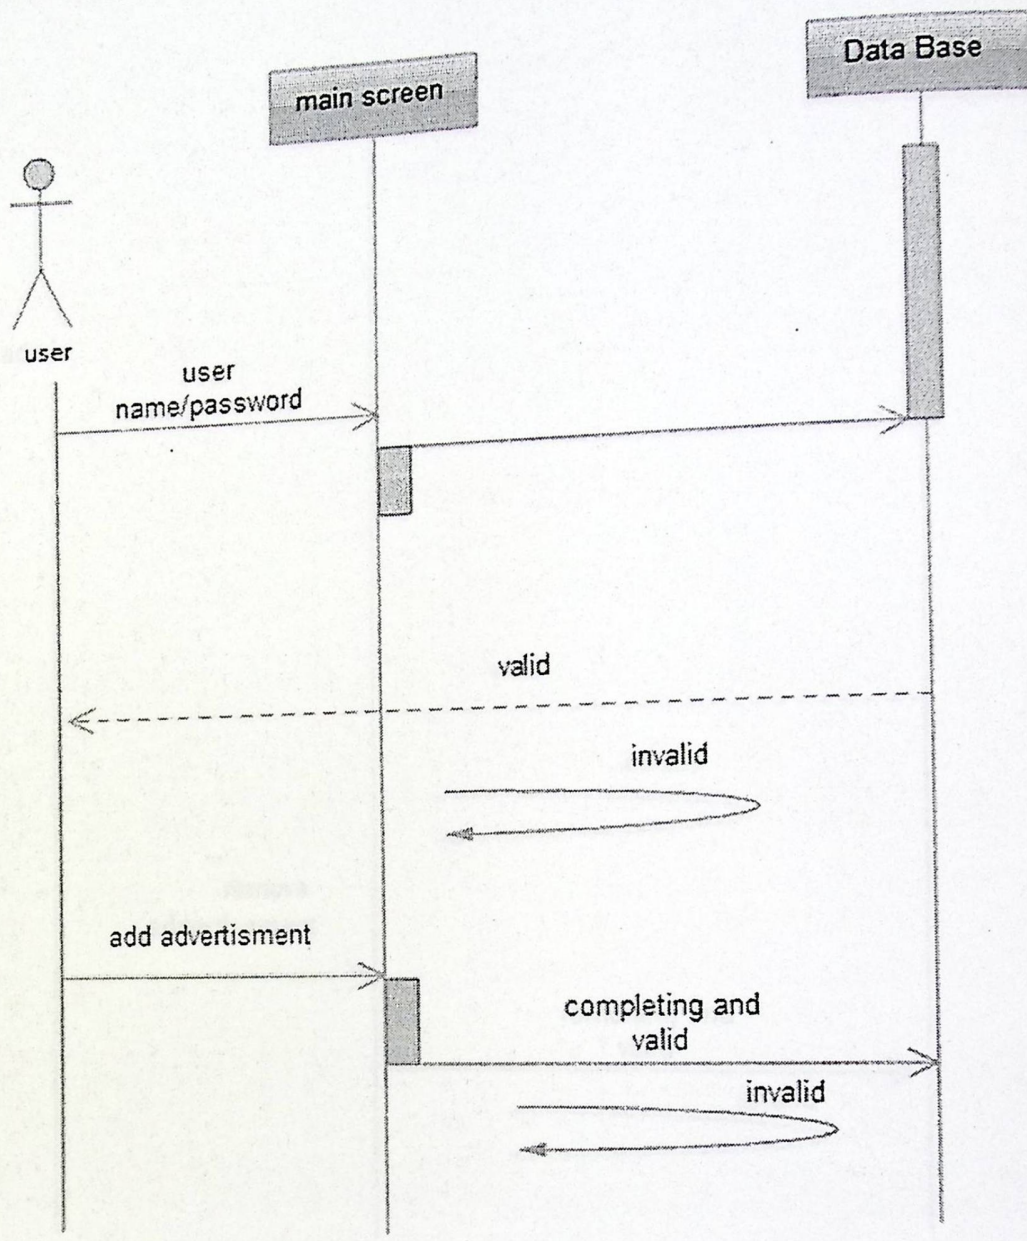 Data Base
main screen
user
user
name/password
valid
invalid
add advertisment
completing and
valid
invalid